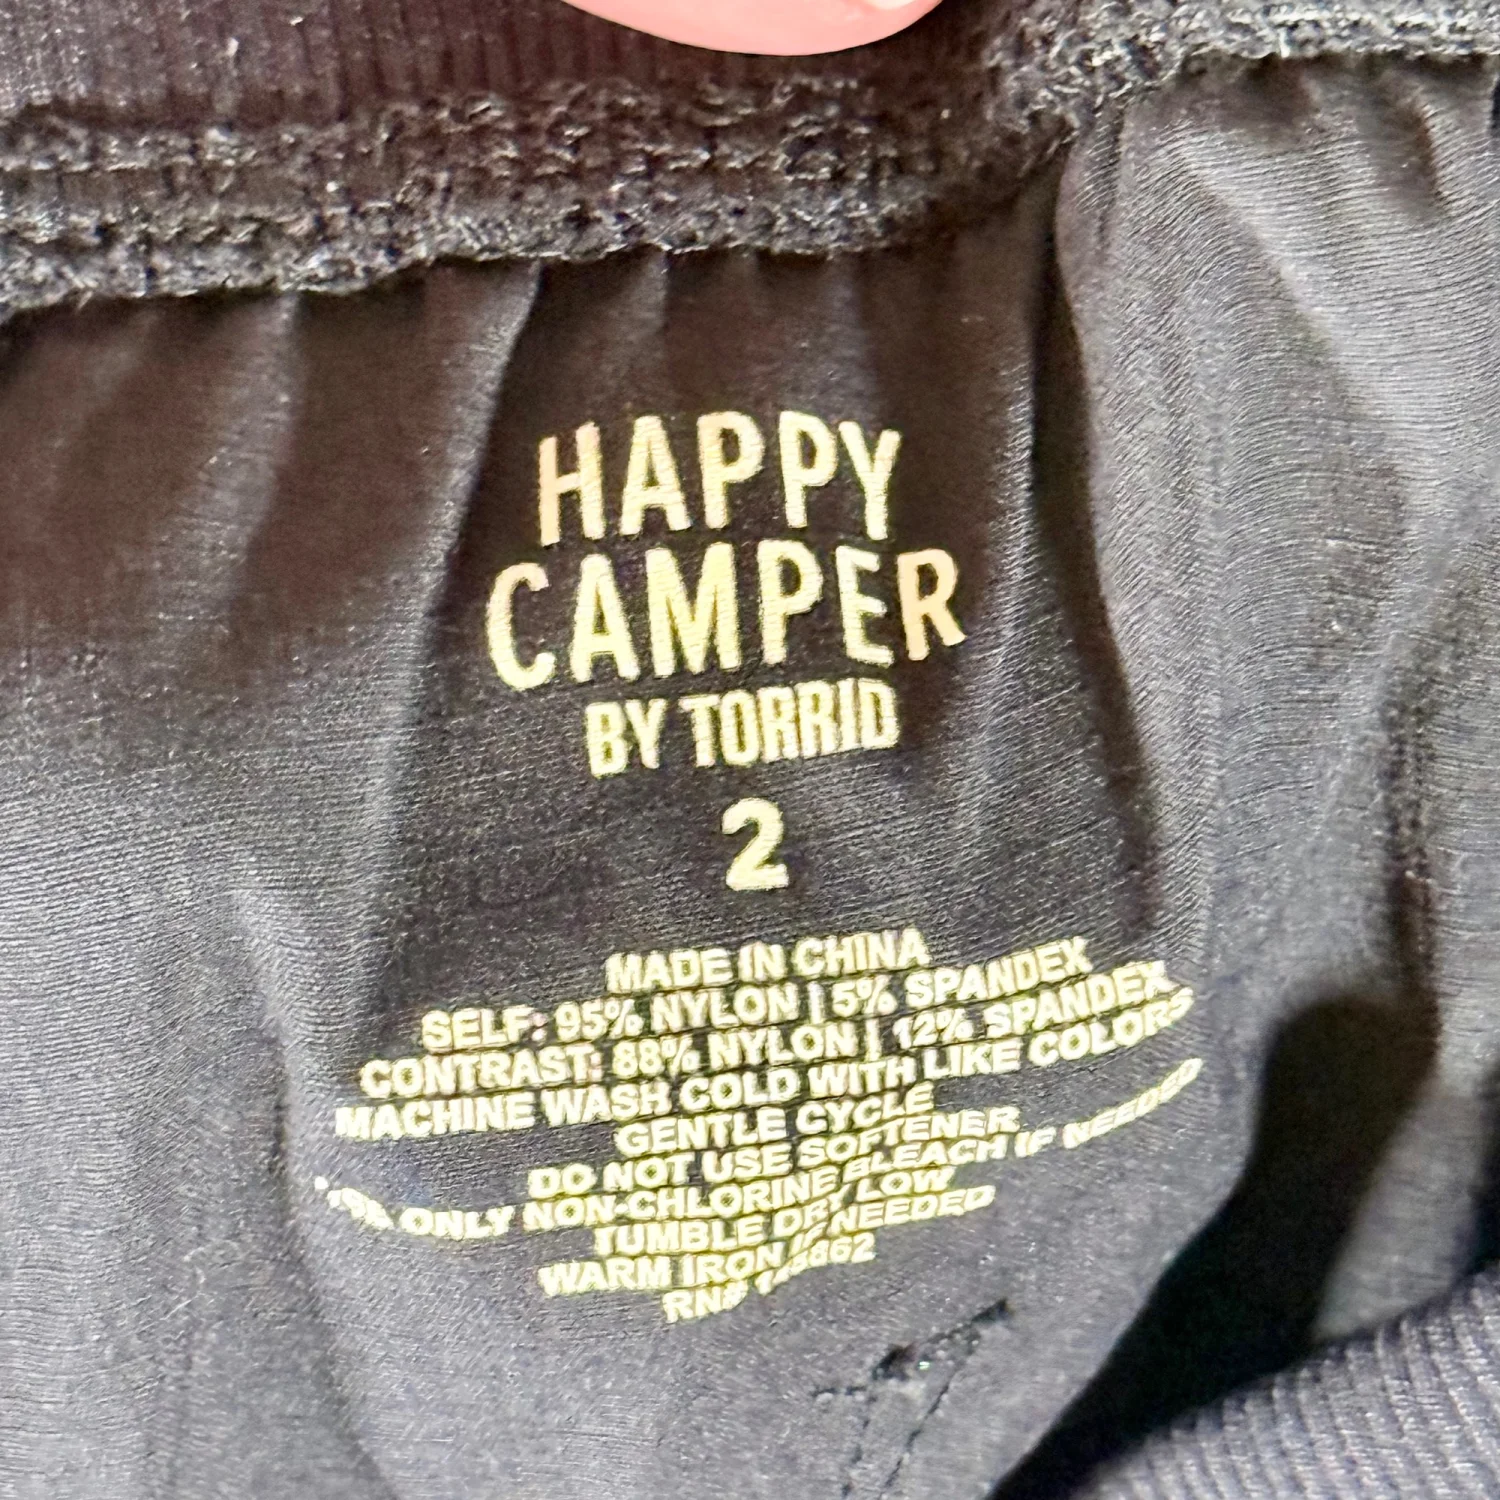 HAPPY
CAMPER
BY TORRID
2
MADE IN CHINA
SELF: 95% NYLON | 5% SPANDEX
CONTRAST: 88% NYLON | 12% SPANDEX
MACHINE WASH COLD WITH LIKE COLORS
GENTLE CYCLE
DO NOT USE SOFTENER
ONLY NON-CHLORINE BLEACH IF NEEDED
TUMBLE DRY LOW
WARM IRON IF NEEDED
RN#